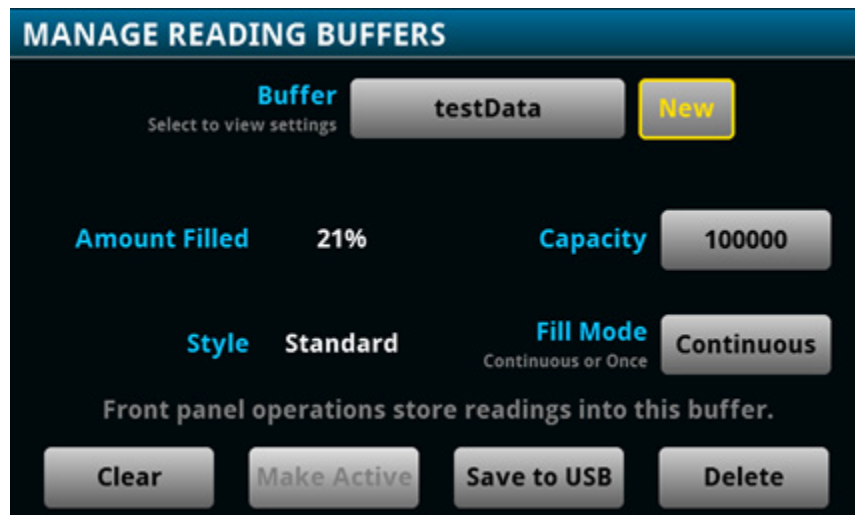 MANAGE READING BUFFERS
Buffer
Select to view settings
testData
New
Amount Filled
21%
Capacity
100000
Style
Standard
Fill Mode
Continuous or Once
Continuous
Front panel operations store readings into this buffer.
Clear
Make Active
Save to USB
Delete